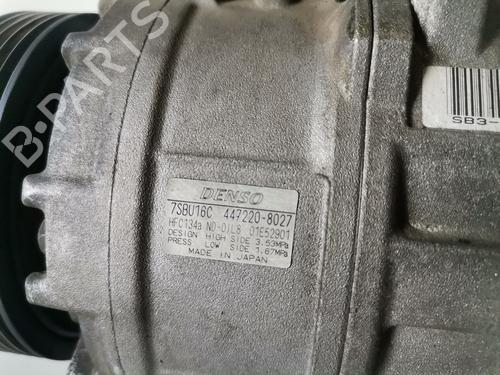 B-PARTS
DENSO
7SBU16C 447220-8027
HFC134a ND-OIL8 01E52901
DESIGN HIGH SIDE 3.53MPa
PRESS LOW SIDE 1.67MPa
MADE IN JAPAN
SB3-